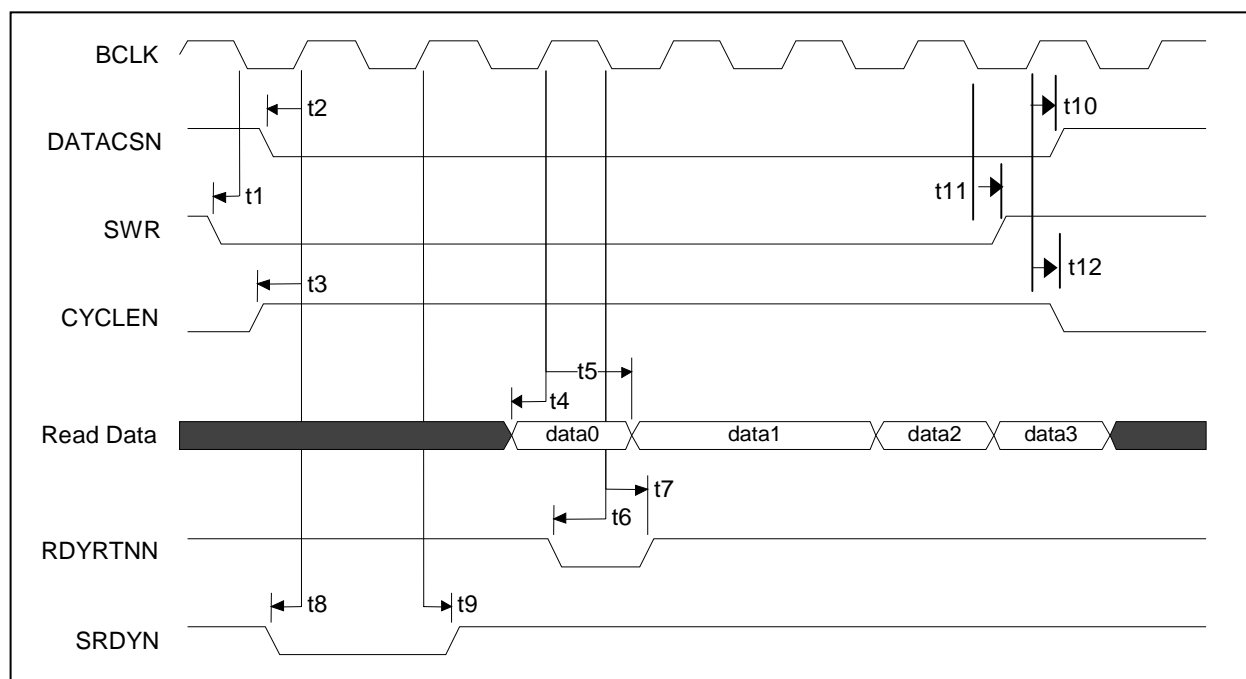 BCLK
t2
t10
DATACSN
t1
t11
SWR
t3
t12
CYCLEN
t5
t4
Read Data
data0
data1
data2
data3
t7
t6
RDYRTNN
t8
t9
SRDYN